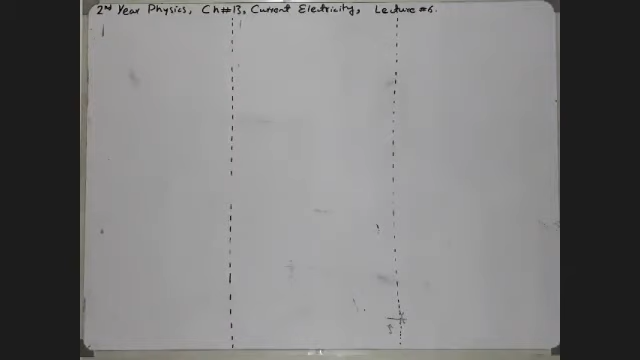 2nd Year Physics, Ch#13, Current Electricity, Lecture #6.